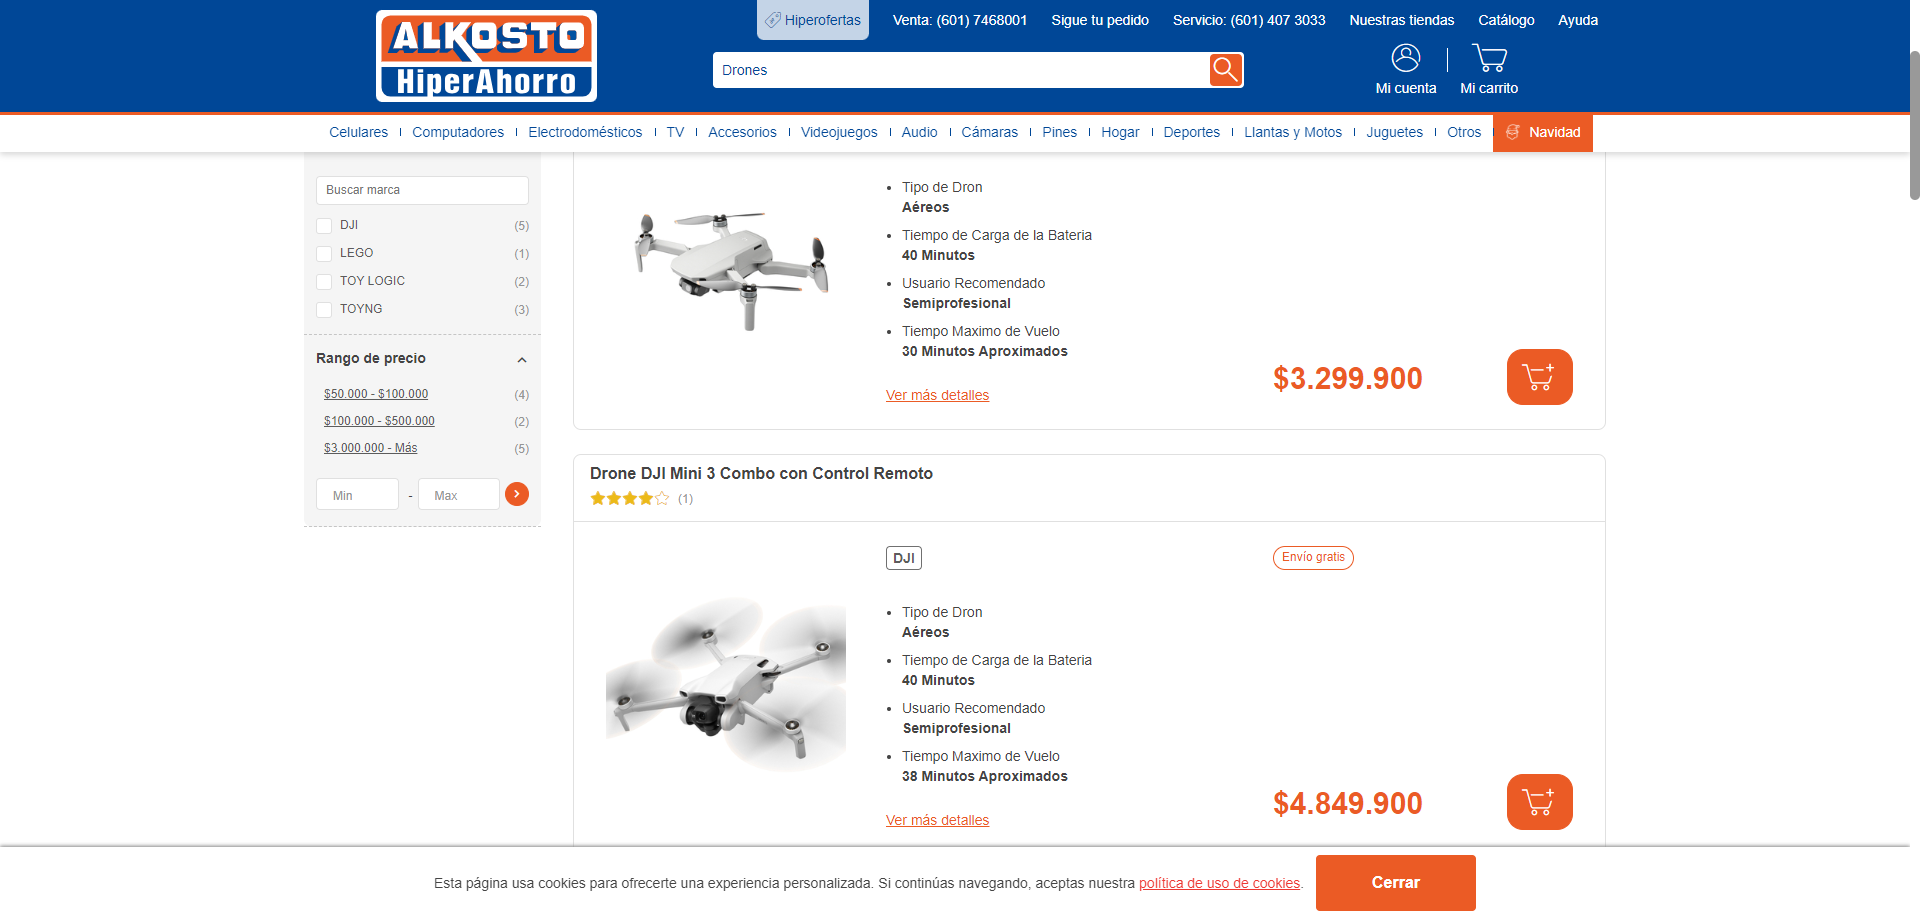 Hiperofertas
Venta: (601) 7468001
Sigue tu pedido
Servicio: (601) 407 3033
Nuestras tiendas
Catálogo
Ayuda
ALKOSTO
HiperAhorro
Drones
Mi cuenta
Mi carrito
Celulares
Computadores
Electrodomésticos
TV
Accesorios
Videojuegos
Audio
Cámaras
Pines
Hogar
Deportes
Llantas y Motos
Juguetes
Otros
Navidad
Buscar marca
DJI (5)
LEGO (1)
TOY LOGIC (2)
TOYNG (3)
Rango de precio
$50.000 - $100.000 (4)
$100.000 - $500.000 (2)
$3.000.000 - Más (5)
Min - Max
Tipo de Dron
Aéreos
Tiempo de Carga de la Bateria
40 Minutos
Usuario Recomendado
Semiprofesional
Tiempo Maximo de Vuelo
30 Minutos Aproximados
Ver más detalles
$3.299.900
Drone DJI Mini 3 Combo con Control Remoto
(1)
DJI
Envío gratis
Tipo de Dron
Aéreos
Tiempo de Carga de la Bateria
40 Minutos
Usuario Recomendado
Semiprofesional
Tiempo Maximo de Vuelo
38 Minutos Aproximados
Ver más detalles
$4.849.900
Esta página usa cookies para ofrecerte una experiencia personalizada. Si continúas navegando, aceptas nuestra política de uso de cookies.
Cerrar